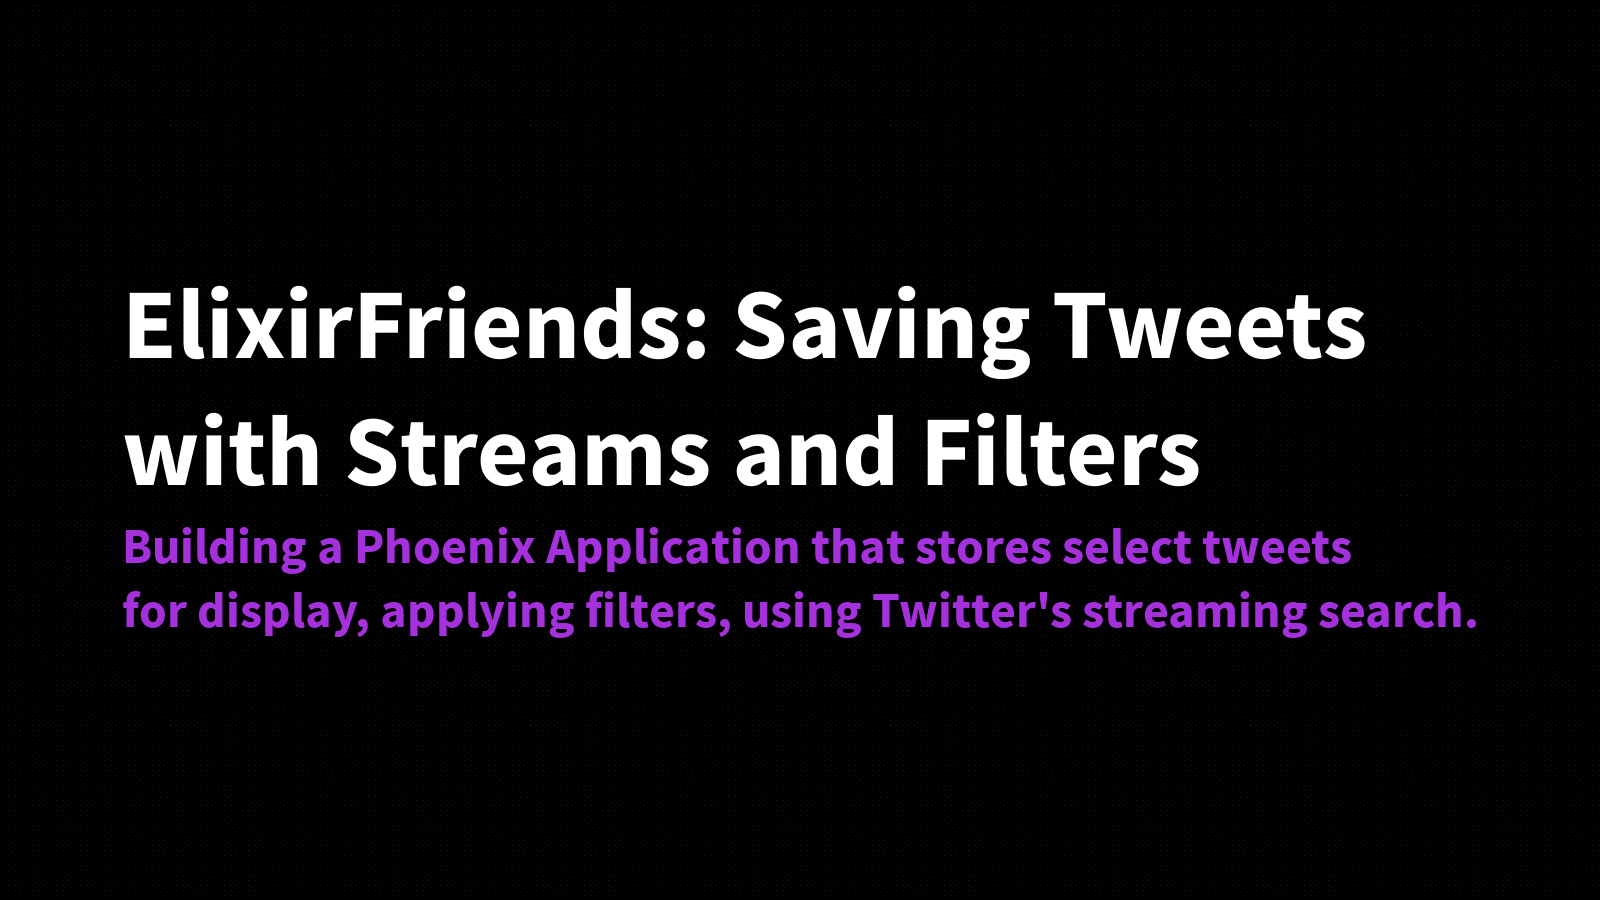 ElixirFriends: Saving Tweets
with Streams and Filters
Building a Phoenix Application that stores select tweets
for display, applying filters, using Twitter's streaming search.